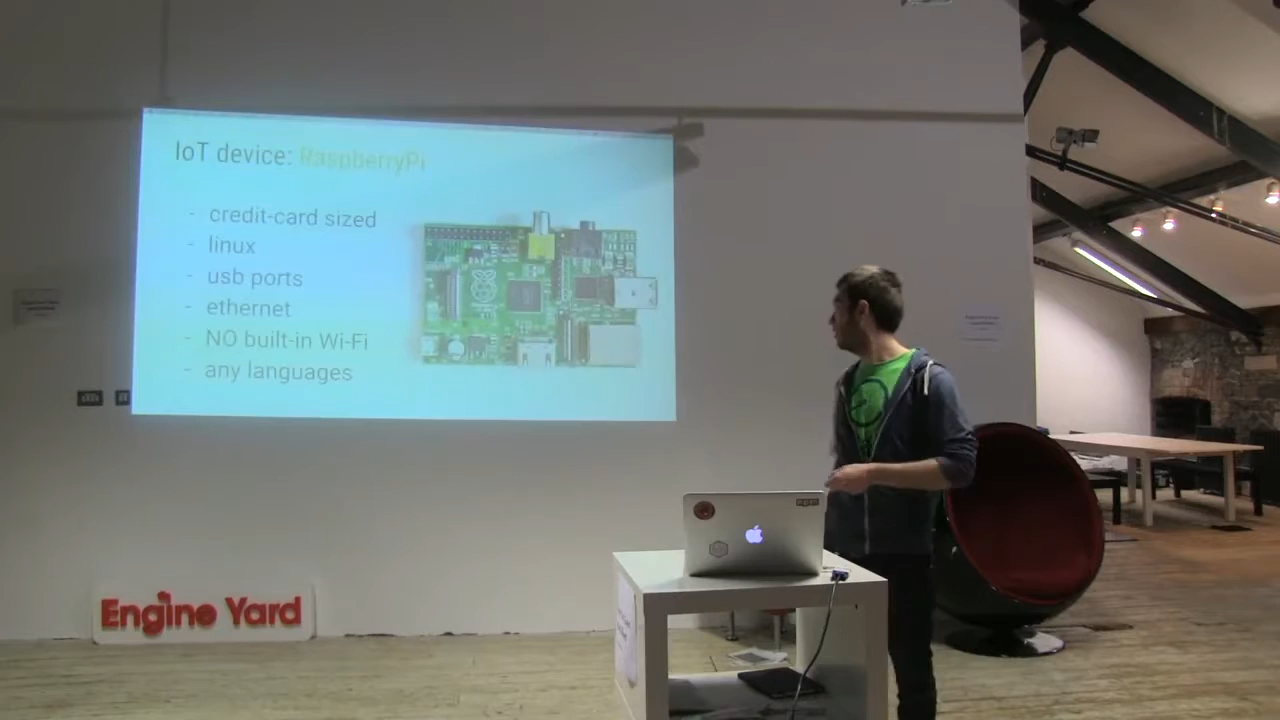 IoT device: RaspberryPi
- credit-card sized
- linux
- usb ports
- ethernet
- NO built-in Wi-Fi
- any languages
Engine Yard